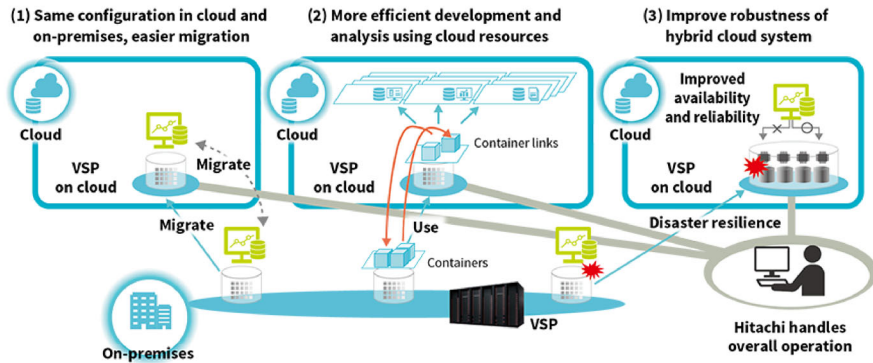 (1) Same configuration in cloud and
on-premises, easier migration
(2) More efficient development and
analysis using cloud resources
(3) Improve robustness of
hybrid cloud system
Cloud
VSP
on cloud
Migrate
Migrate
Cloud
VSP
on cloud
Container links
Use
Containers
Cloud
Improved
availability
and reliability
VSP
on cloud
Disaster resilience
VSP
On-premises
Hitachi handles
overall operation